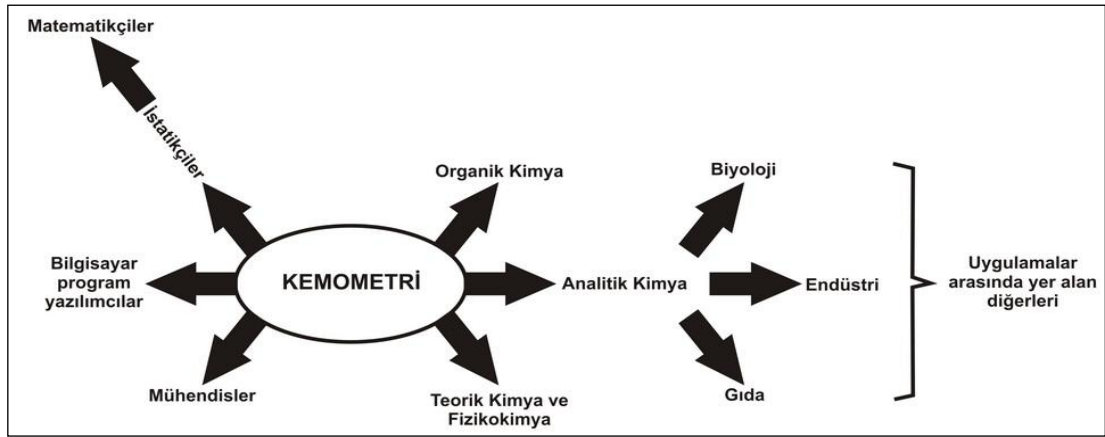 Matematikçiler
İstatikçiler
Organik Kimya
Biyoloji
Bilgisayar
program
yazılımcılar
KEMOMETRİ
Analitik Kimya
Endüstri
Uygulamalar
arasında yer alan
diğerleri
Mühendisler
Teorik Kimya ve
Fizikokimya
Gıda